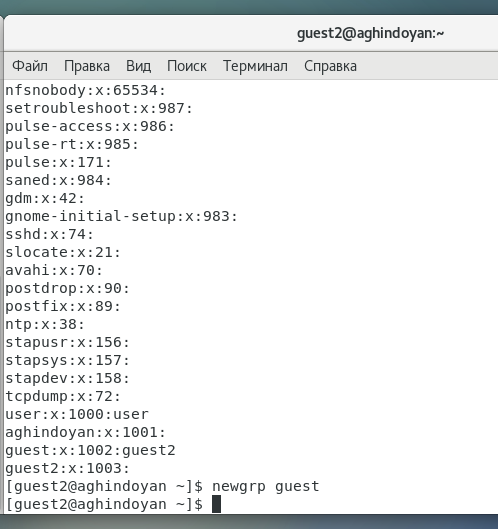 guest2@aghindoyan:~
Файл Правка Вид Поиск Терминал Справка
nfsnobody:x:65534:
setroubleshoot:x:987:
pulse-access:x:986:
pulse-rt:x:985:
pulse:x:171:
saned:x:984:
gdm:x:42:
gnome-initial-setup:x:983:
sshd:x:74:
slocate:x:21:
avahi:x:70:
postdrop:x:90:
postfix:x:89:
ntp:x:38:
stapusr:x:156:
stapsys:x:157:
stapdev:x:158:
tcpdump:x:72:
user:x:1000:user
aghindoyan:x:1001:
guest:x:1002:guest2
guest2:x:1003:
[guest2@aghindoyan ~]$ newgrp guest
[guest2@aghindoyan ~]$